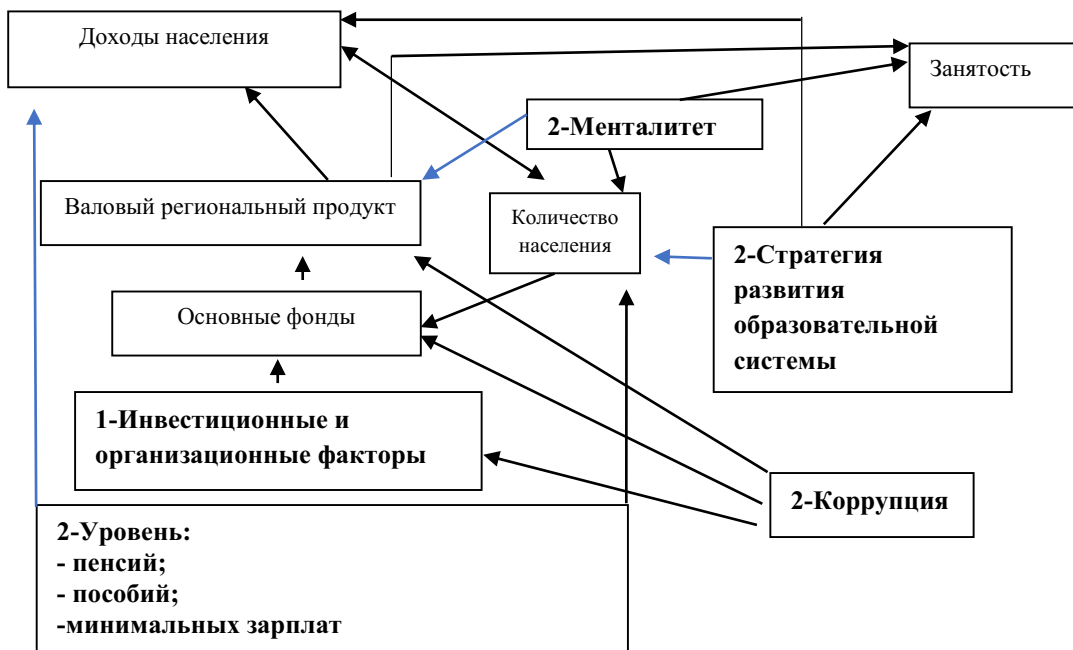 Доходы населения
Занятость
2-Менталитет
Валовый региональный продукт
Количество
населения
2-Стратегия
развития
образовательной
системы
Основные фонды
1-Инвестиционные и
организационные факторы
2-Коррупция
2-Уровень:
- пенсий;
- пособий;
-минимальных зарплат